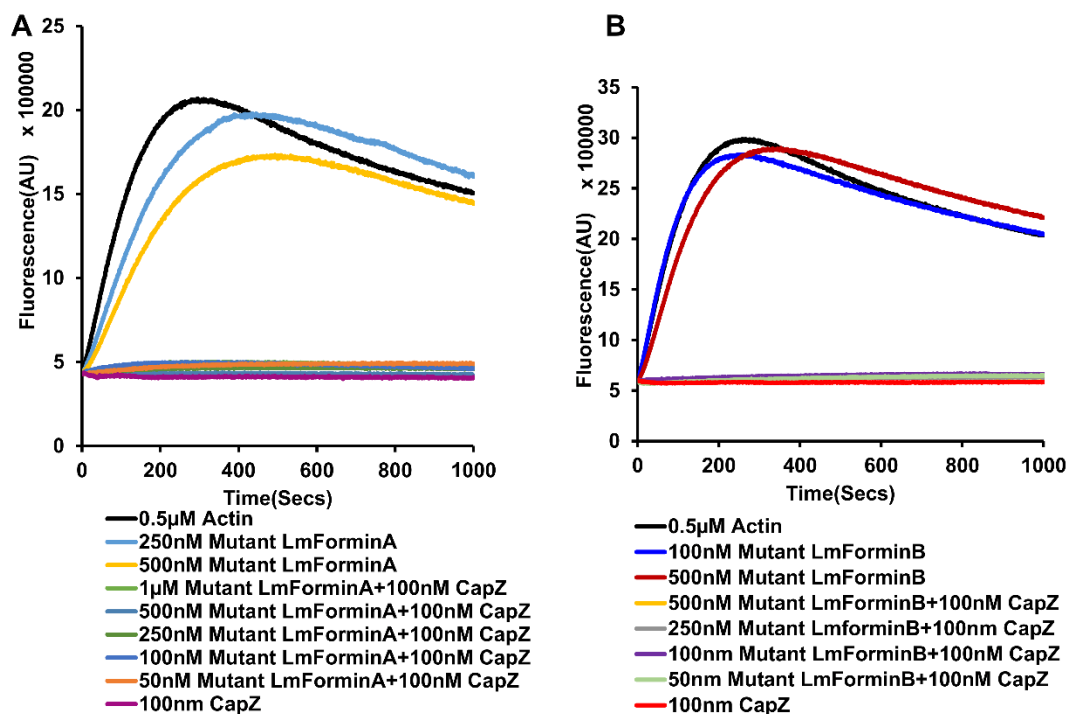 A
25
20
15
10
5
0
Fluorescence(AU) x 100000
0 200 400 600 800 1000
Time(Secs)
0.5µM Actin
250nM Mutant LmForminA
500nM Mutant LmForminA
1µM Mutant LmForminA+100nM CapZ
500nM Mutant LmForminA+100nM CapZ
250nM Mutant LmForminA+100nM CapZ
100nM Mutant LmForminA+100nM CapZ
50nM Mutant LmForminA+100nM CapZ
100nm CapZ
B
35
30
25
20
15
10
5
0
Fluorescence(AU) x 100000
0 200 400 600 800 1000
Time(Secs)
0.5µM Actin
100nM Mutant LmForminB
500nM Mutant LmForminB
500nM Mutant LmForminB+100nM CapZ
250nM Mutant LmforminB+100nm CapZ
100nm Mutant LmForminB+100nM CapZ
50nm Mutant LmForminB+100nM CapZ
100nm CapZ